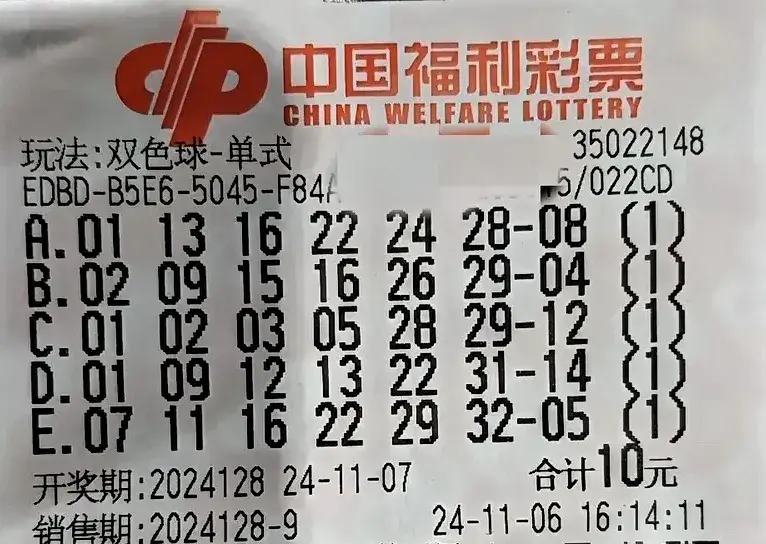 中国福利彩票
CHINA WELFARE LOTTERY
玩法:双色球-单式 35022148
EDBD-B5E6-5045-F84A 5/022CD
A.01 13 16 22 24 28-08 (1)
B.02 09 15 16 26 29-04 (1)
C.01 02 03 05 28 29-12 (1)
D.01 09 12 13 22 31-14 (1)
E.07 11 16 22 29 32-05 (1)
开奖期:2024128 24-11-07 合计10元
销售期:2024128-9 24-11-06 16:14:11